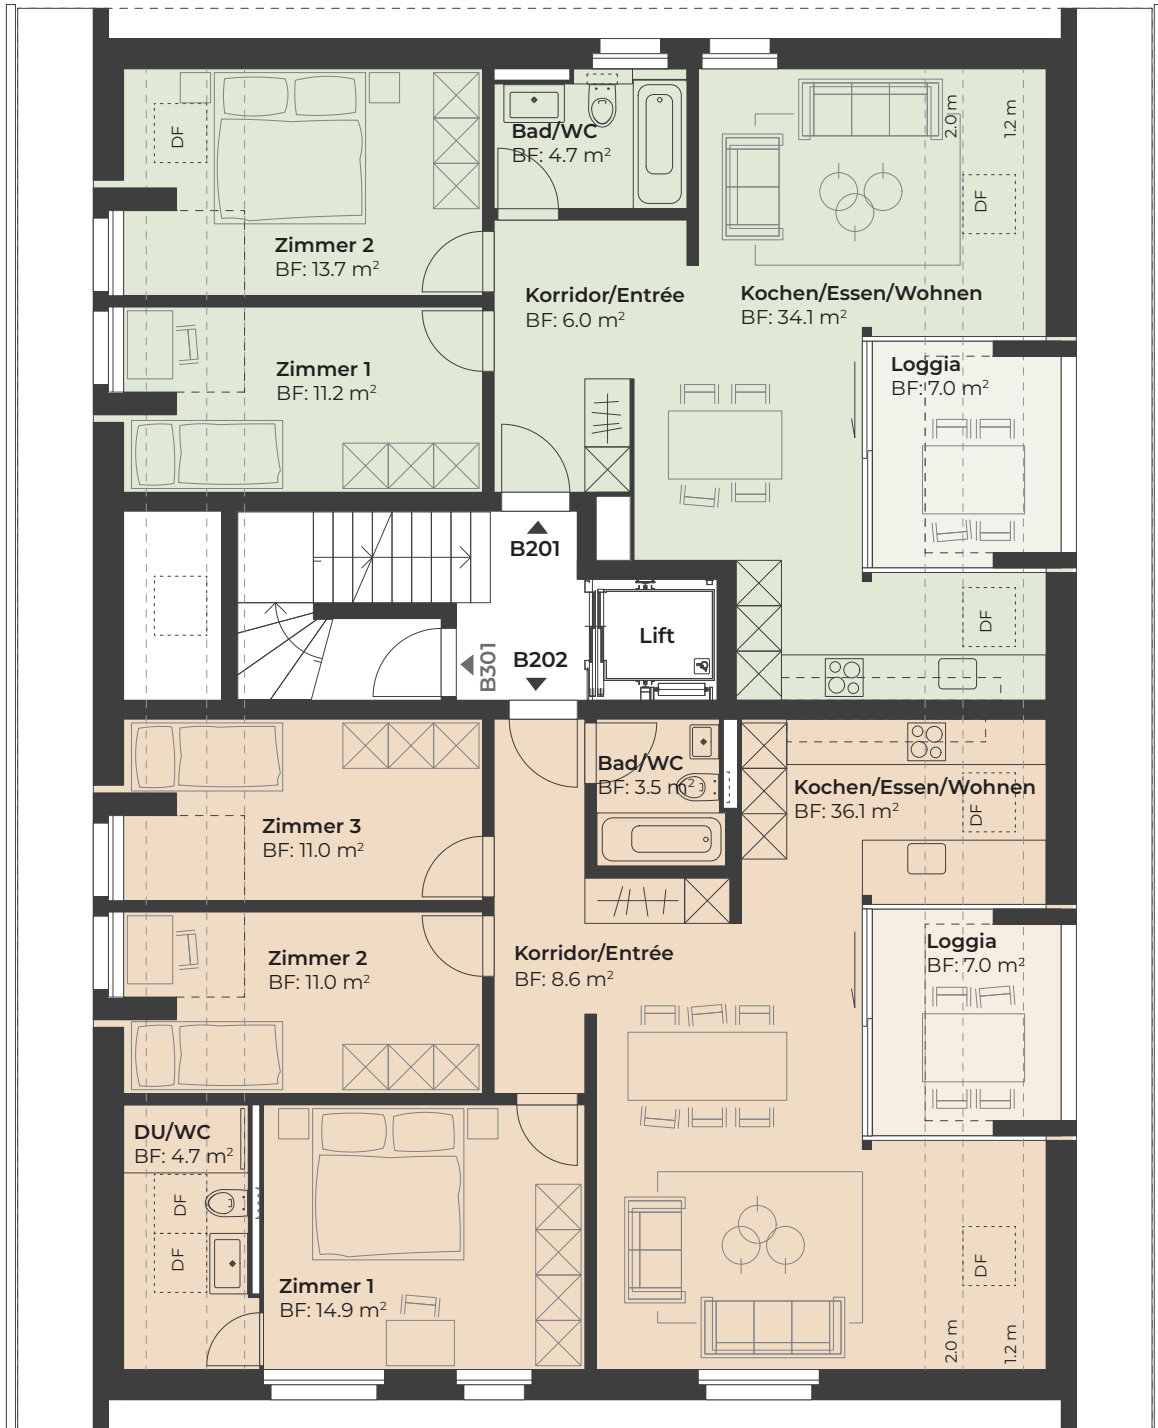 DF
Bad/WC
BF: 4.7 m²
2.0 m
1.2 m
DF
Zimmer 2
BF: 13.7 m²
Korridor/Entrée
BF: 6.0 m²
Kochen/Essen/Wohnen
BF: 34.1 m²
Zimmer 1
BF: 11.2 m²
Loggia
BF: 7.0 m²
B201
DF
Lift
B301
B202
Bad/WC
BF: 3.5 m²
Kochen/Essen/Wohnen
BF: 36.1 m²
DF
Zimmer 3
BF: 11.0 m²
Zimmer 2
BF: 11.0 m²
Korridor/Entrée
BF: 8.6 m²
Loggia
BF: 7.0 m²
DU/WC
BF: 4.7 m²
DF
DF
Zimmer 1
BF: 14.9 m²
DF
2.0 m
1.2 m